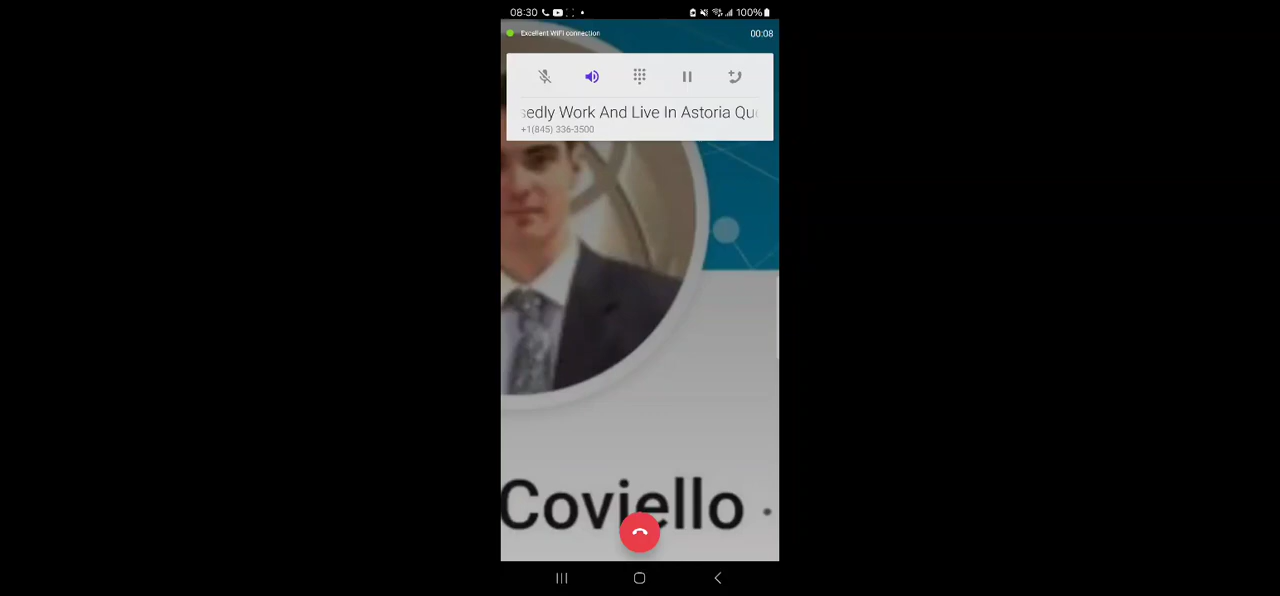 08:30 100%
Excellent WiFi connection 00:08
sedly Work And Live In Astoria Qu
+1(845) 336-3500
Coviello ·